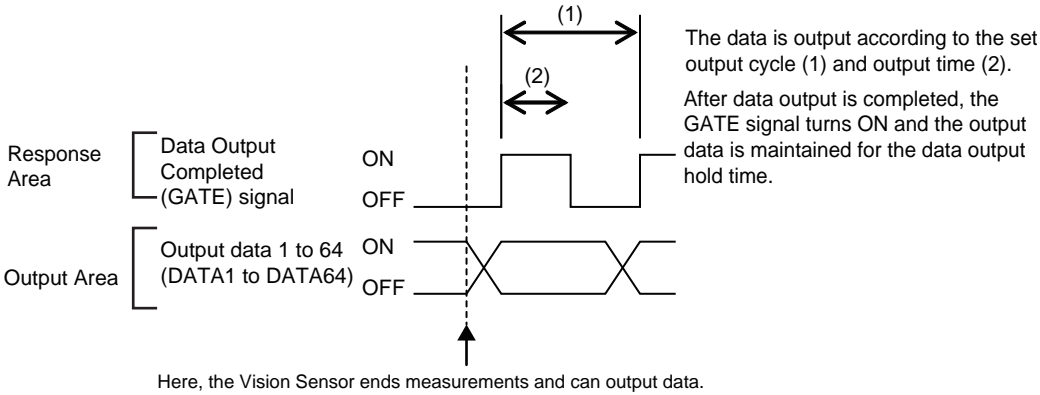 (1)
The data is output according to the set
output cycle (1) and output time (2).
(2)
After data output is completed, the
GATE signal turns ON and the output
data is maintained for the data output
hold time.
Response
Area
Data Output
Completed
(GATE) signal
ON
OFF
Output Area
Output data 1 to 64
(DATA1 to DATA64)
ON
OFF
Here, the Vision Sensor ends measurements and can output data.